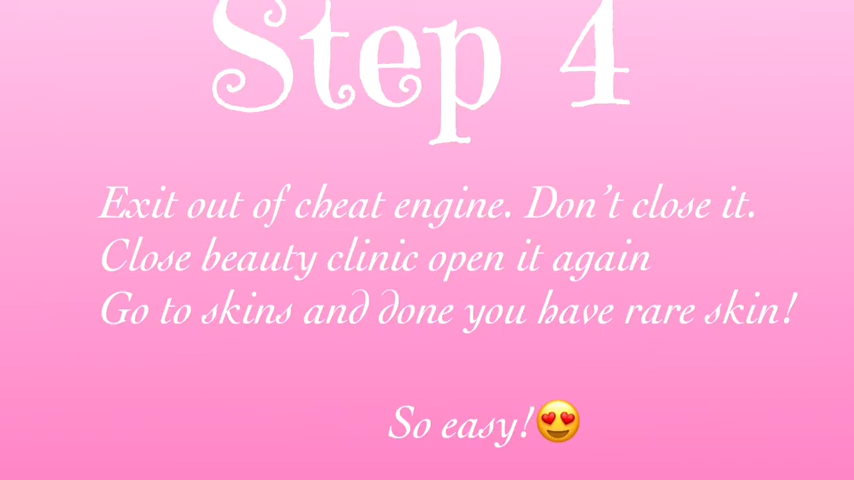 Step 4
Exit out of cheat engine. Don't close it.
Close beauty clinic open it again
Go to skins and done you have rare skin!
So easy!😍